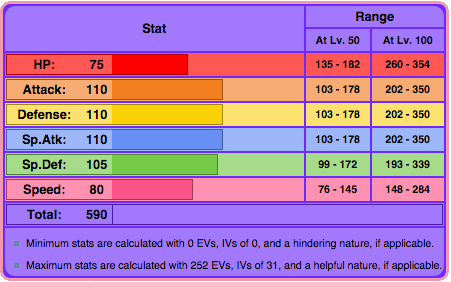 Stat Range
At Lv. 50 At Lv. 100
HP: 75 135 - 182 260 - 354
Attack: 110 103 - 178 202 - 350
Defense: 110 103 - 178 202 - 350
Sp.Atk: 110 103 - 178 202 - 350
Sp.Def: 105 99 - 172 193 - 339
Speed: 80 76 - 145 148 - 284
Total: 590
Minimum stats are calculated with 0 EVs, IVs of 0, and a hindering nature, if applicable.
Maximum stats are calculated with 252 EVs, IVs of 31, and a helpful nature, if applicable.